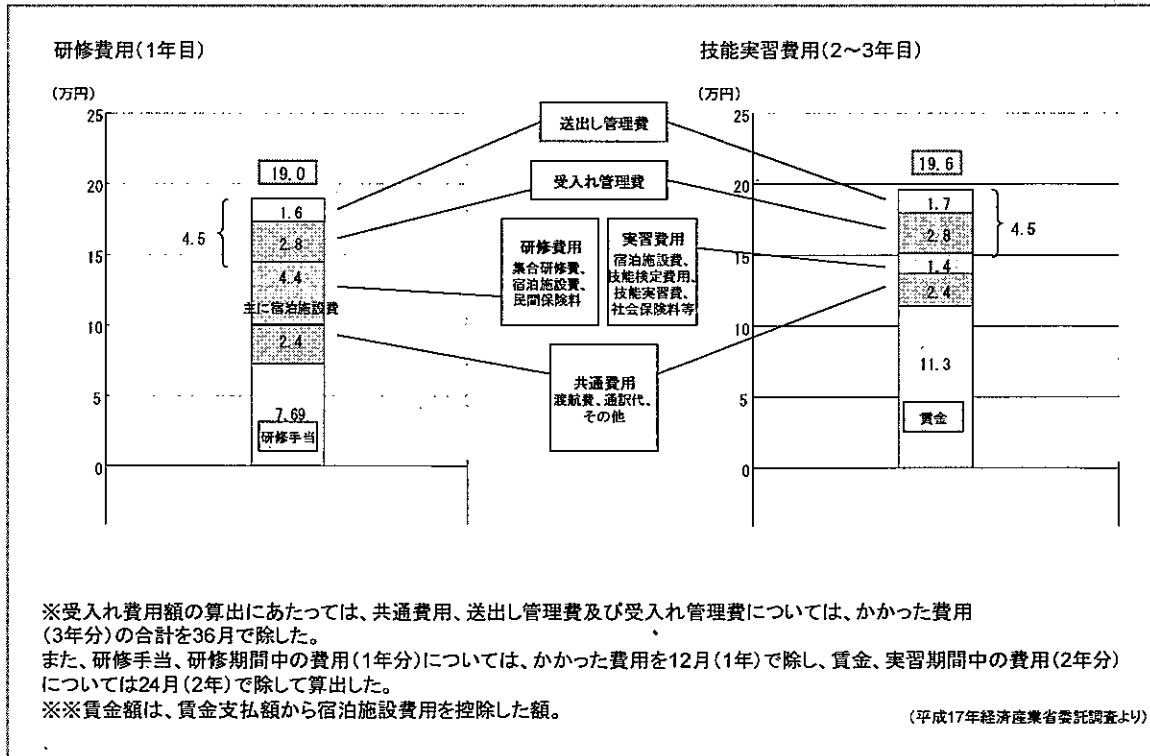 研修費用(1年目)
技能実習費用(2～3年目)
(万円)
25
20
15
10
5
0
19.0
1.6
2.8
4.4
主に宿泊施設費
2.4
7.69
研修手当
4.5
送出し管理費
受入れ管理費
研修費用
集合研修費、
宿泊施設費、
民間保険料
実習費用
宿泊施設費、
技能検定費用、
技能実習費、
社会保険料等
共通費用
渡航費、通訳代、
その他
(万円)
25
20
15
10
5
0
19.6
1.7
2.8
1.4
2.4
11.3
賃金
4.5
※受入れ費用額の算出にあたっては、共通費用、送出し管理費及び受入れ管理費については、かかった費用
(3年分)の合計を36月で除した。
また、研修手当、研修期間中の費用(1年分)については、かかった費用を12月(1年)で除し、賃金、実習期間中の費用(2年分)
については24月(2年)で除して算出した。
※※賃金額は、賃金支払額から宿泊施設費用を控除した額。
(平成17年経済産業省委託調査より)